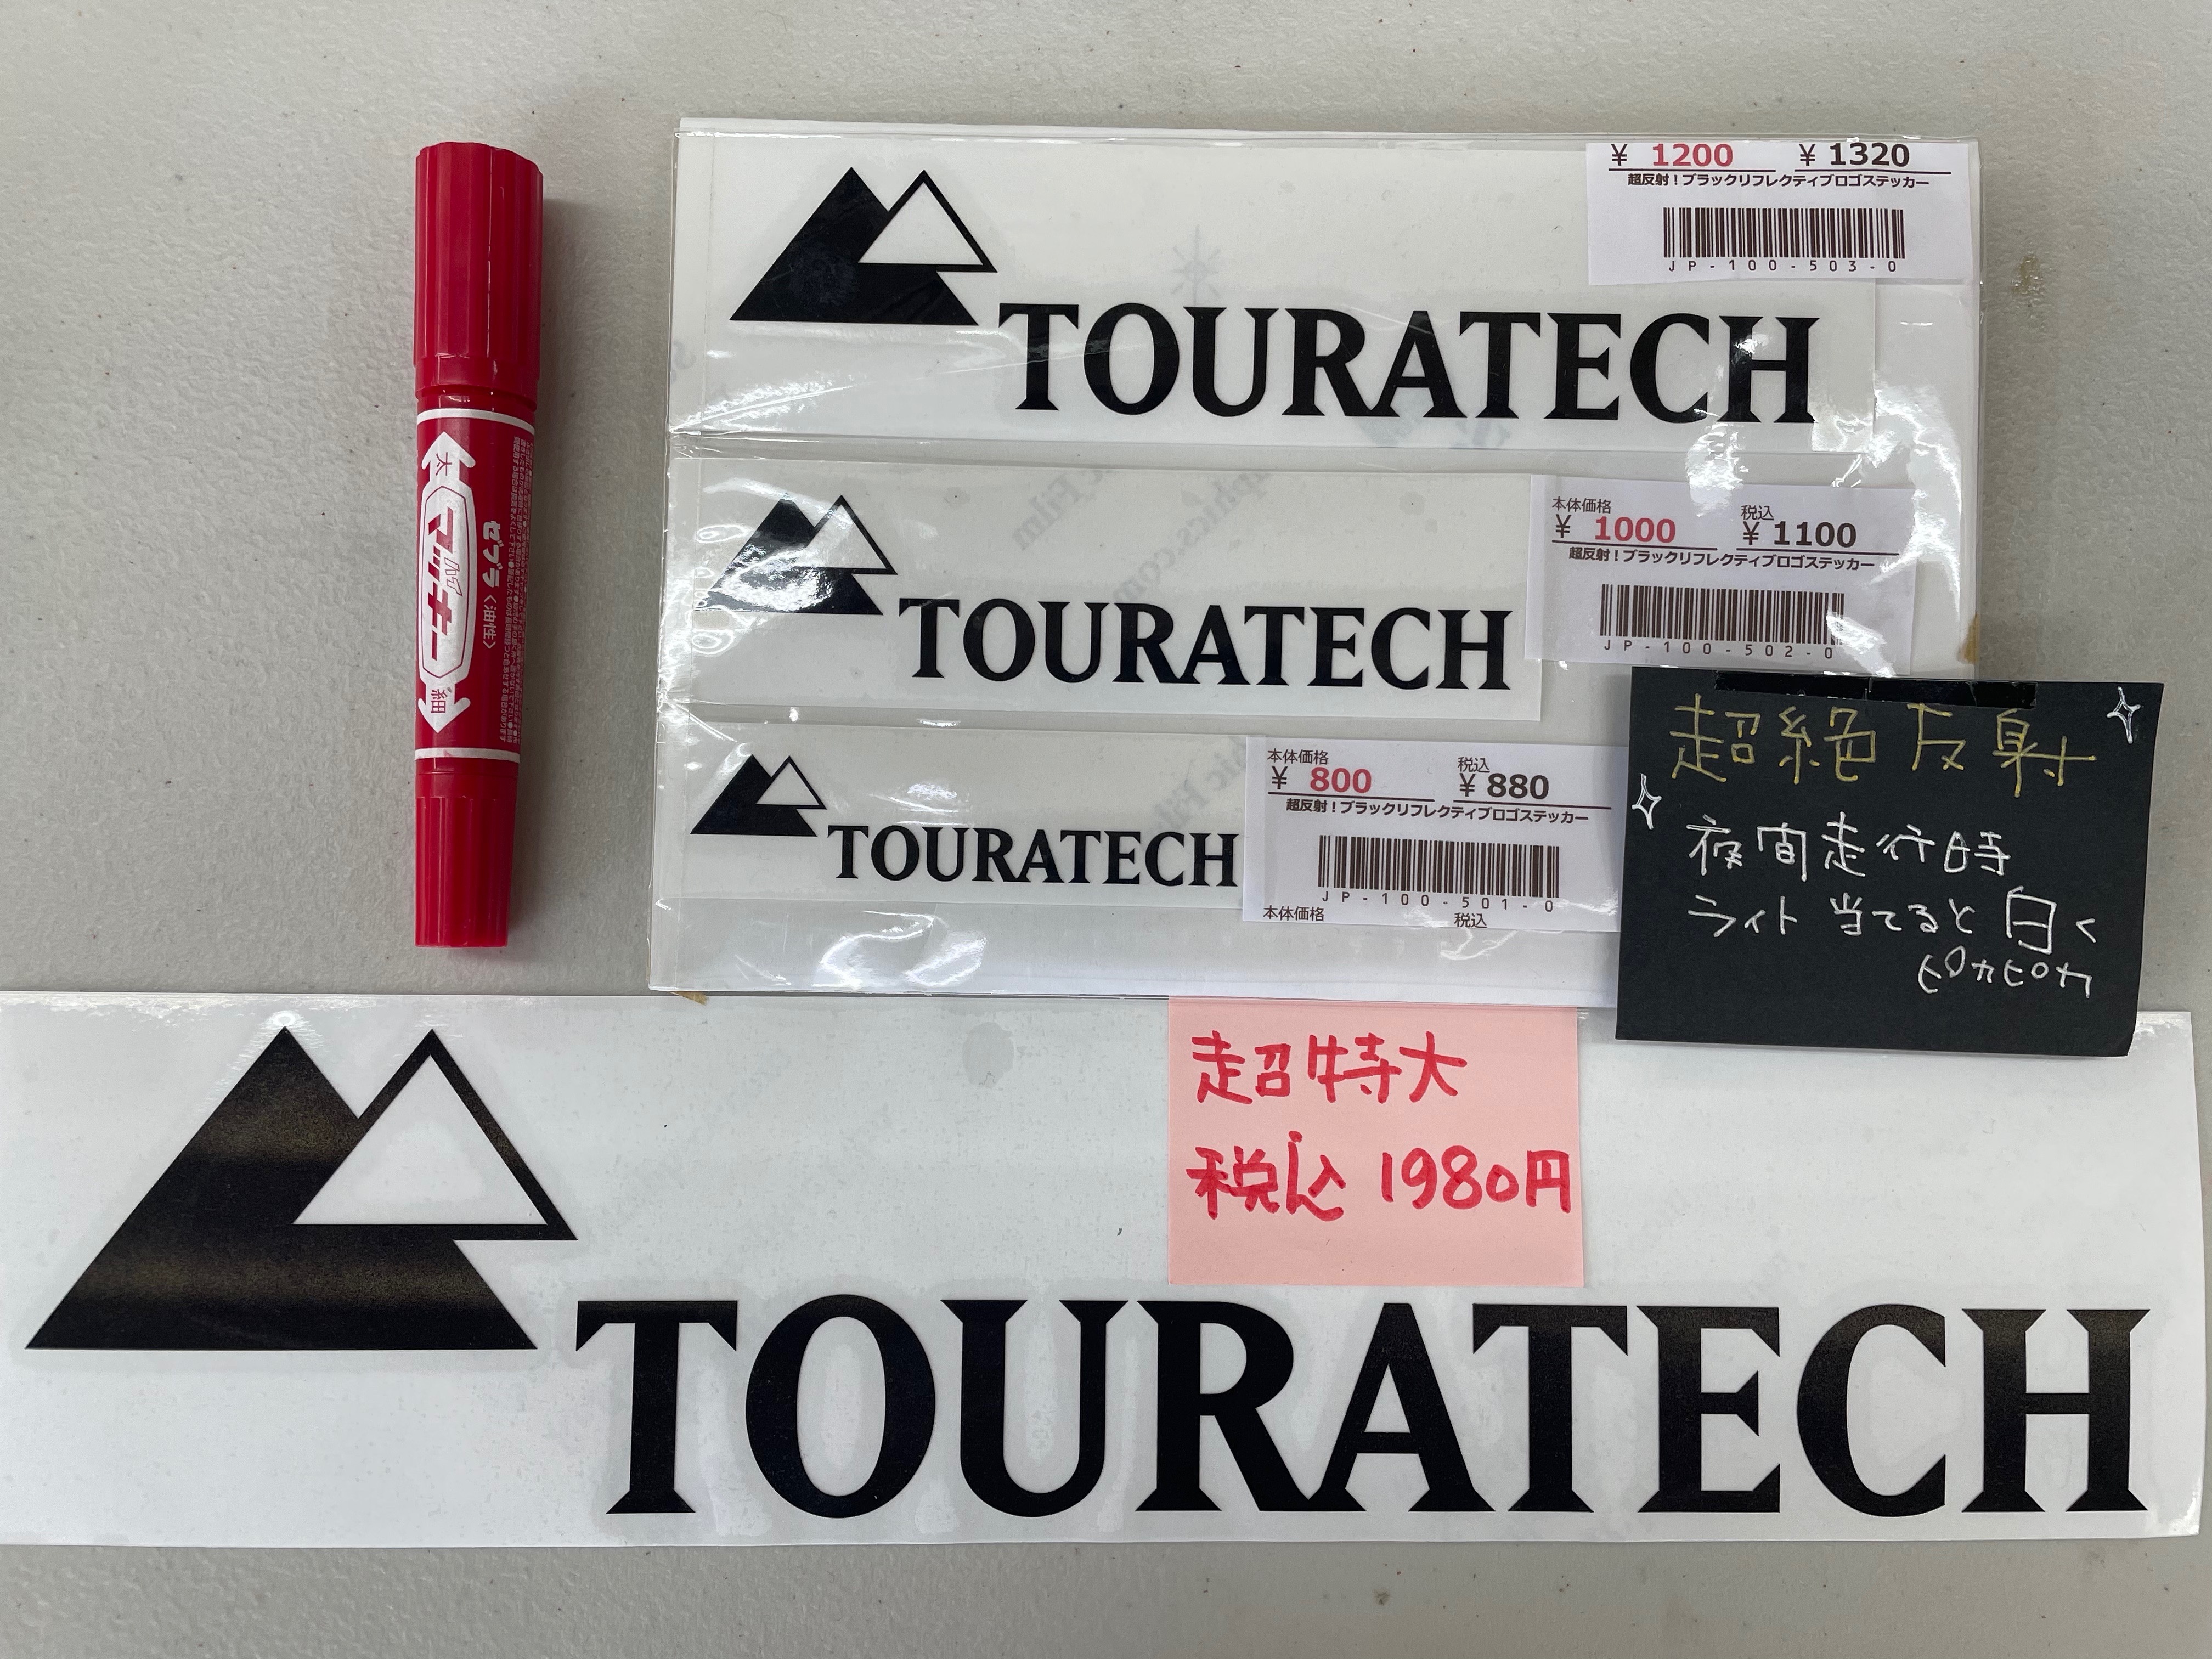 ¥ 1200 ¥ 1320
超反射！ブラックリフレクティブロゴステッカー
JP-100-503-0
TOURATECH
本体価格 税込
¥ 1000 ¥ 1100
超反射！ブラックリフレクティブロゴステッカー
JP-100-502-0
TOURATECH
本体価格 税込
¥ 800 ¥ 880
超反射！ブラックリフレクティブロゴステッカー
JP-100-501-0
本体価格 税込
TOURATECH
太
ハイ
マッキー
細
ゼブラ〈油性〉
超絶反射
夜間走行時
ライト当てると白く
ピカピカ
超特大
税込 1980円
TOURATECH